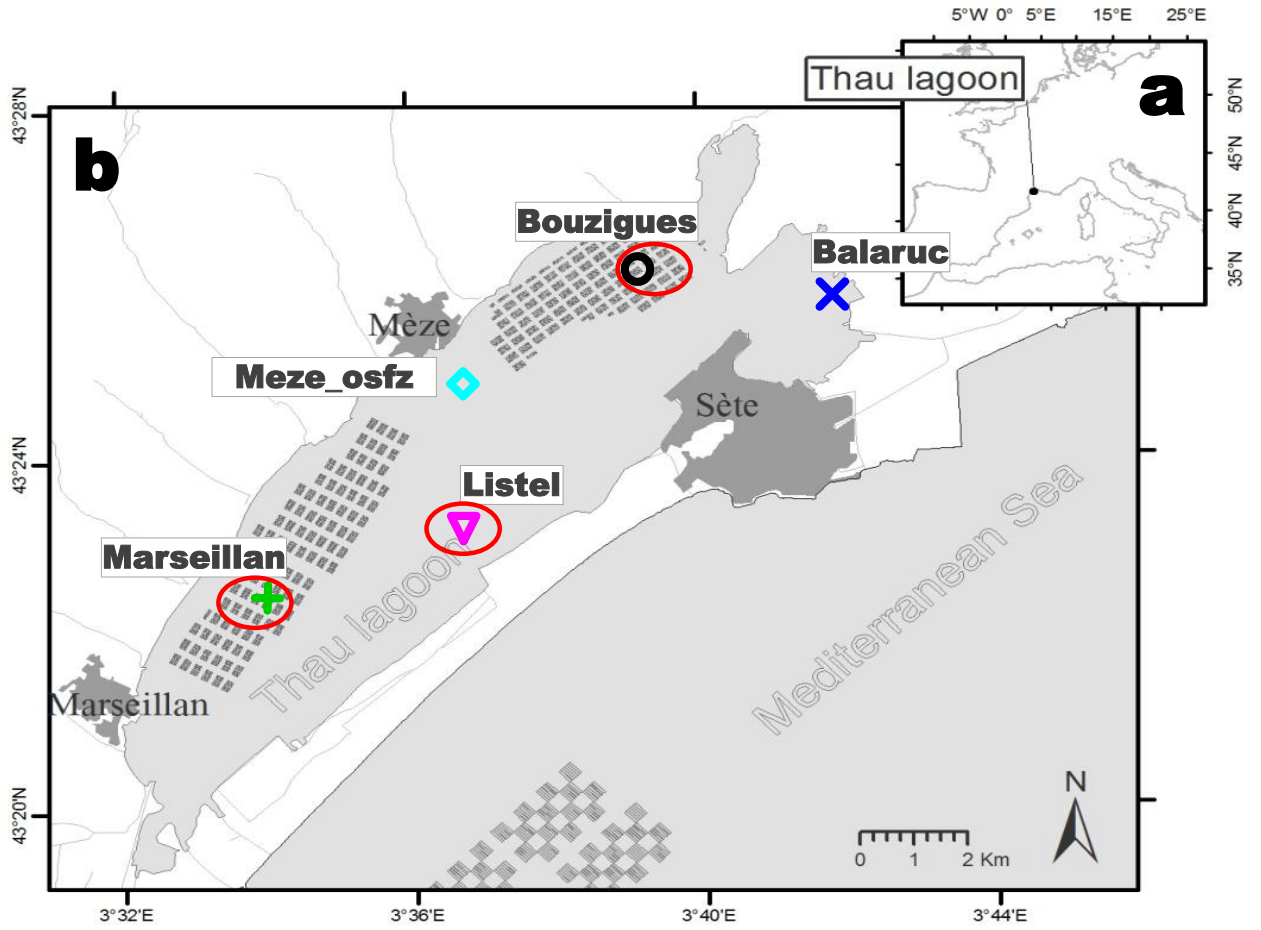 5°W 0° 5°E 15°E 25°E
Thau lagoon
a
50°N
45°N
40°N
35°N
43°28'N
b
Bouzigues
Balaruc
Mèze
Meze_osfz
Sète
43°24'N
Listel
Marseillan
Thau lagoon
Mediterranean Sea
Marseillan
43°20'N
N
0 1 2 Km
3°32'E 3°36'E 3°40'E 3°44'E